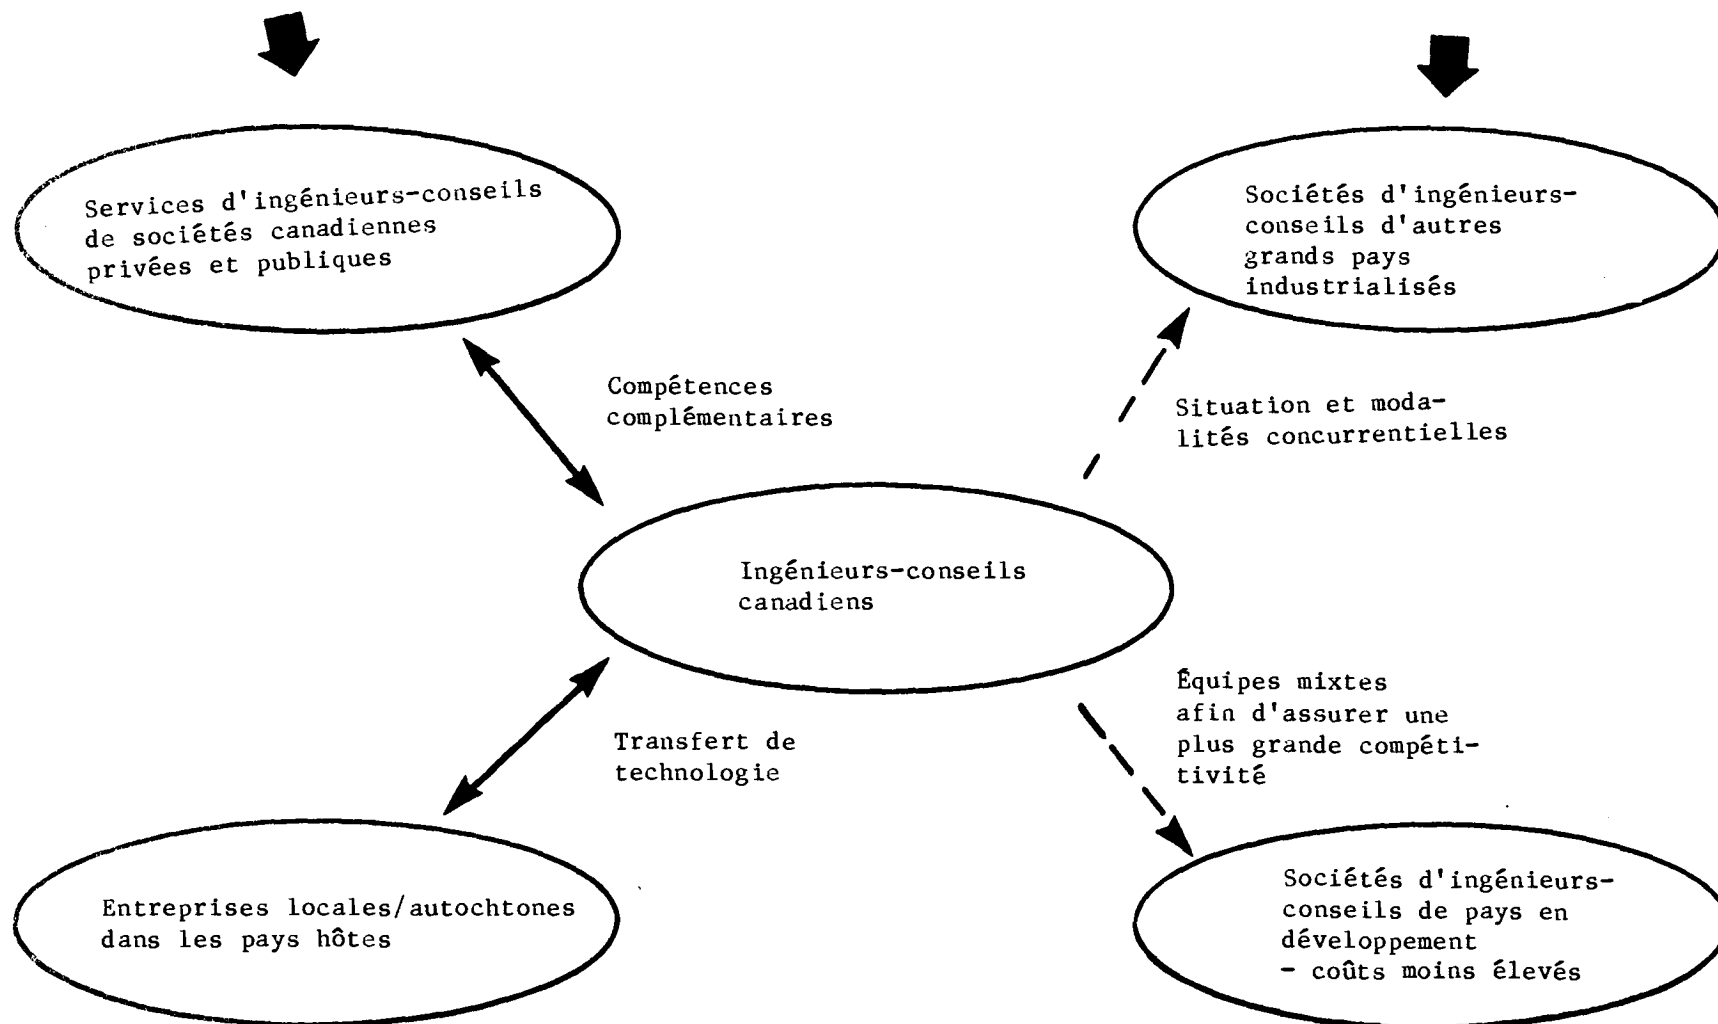 Services d'ingénieurs-conseils
de sociétés canadiennes
privées et publiques
Sociétés d'ingénieurs-
conseils d'autres
grands pays
industrialisés
Compétences
complémentaires
Situation et moda-
lités concurrentielles
Ingénieurs-conseils
canadiens
Transfert de
technologie
Équipes mixtes
afin d'assurer une
plus grande compéti-
tivité
Entreprises locales/autochtones
dans les pays hôtes
Sociétés d'ingénieurs-
conseils de pays en
développement
- coûts moins élevés